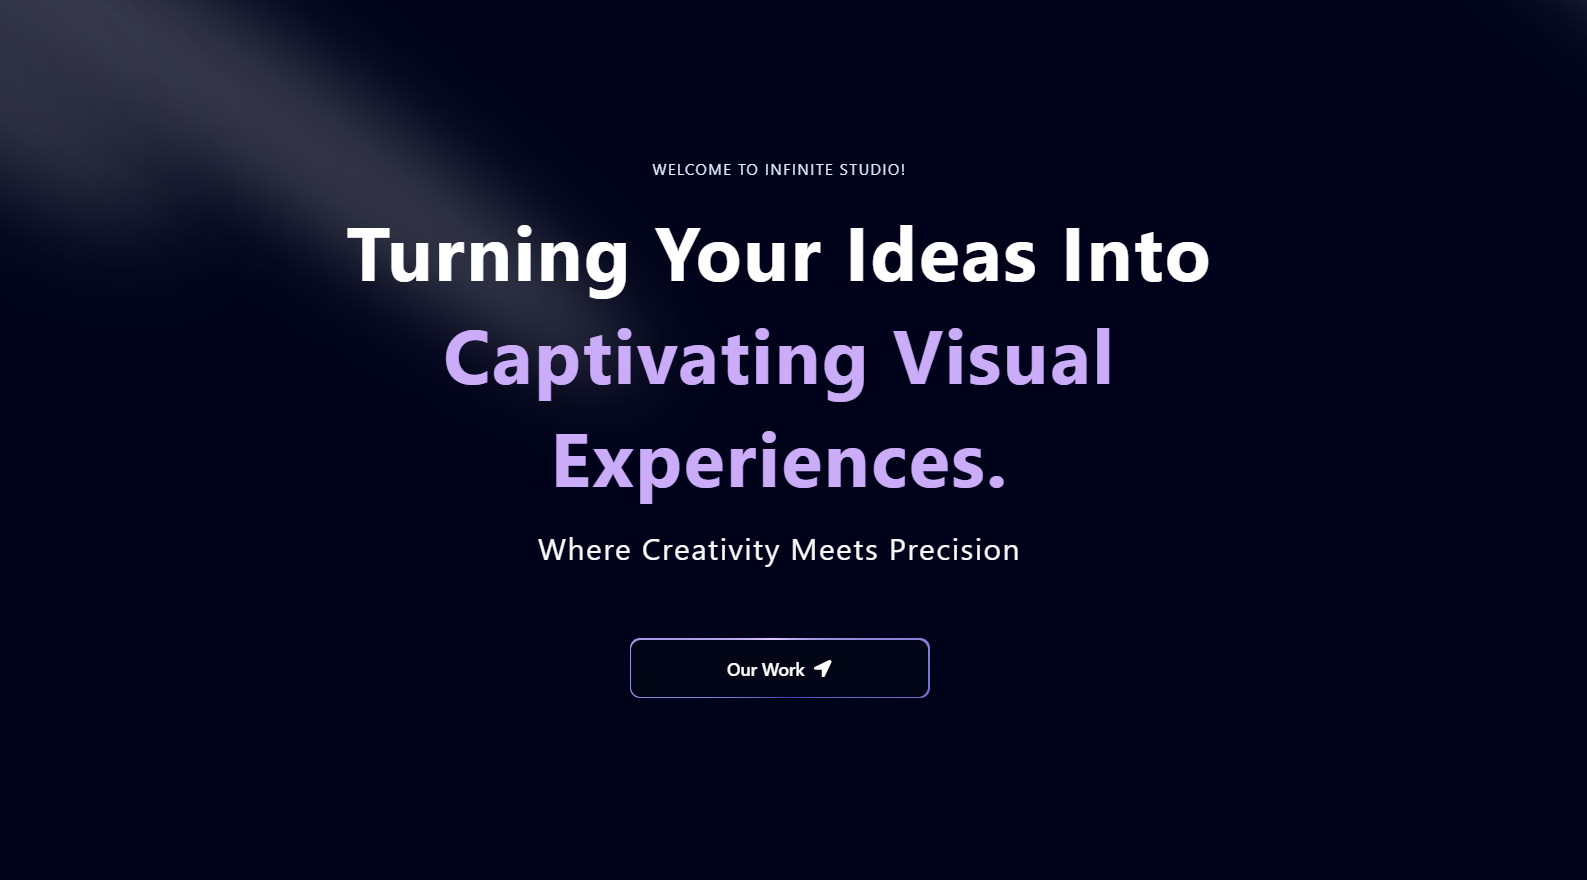 WELCOME TO INFINITE STUDIO!
Turning Your Ideas Into
Captivating Visual
Experiences.
Where Creativity Meets Precision
Our Work